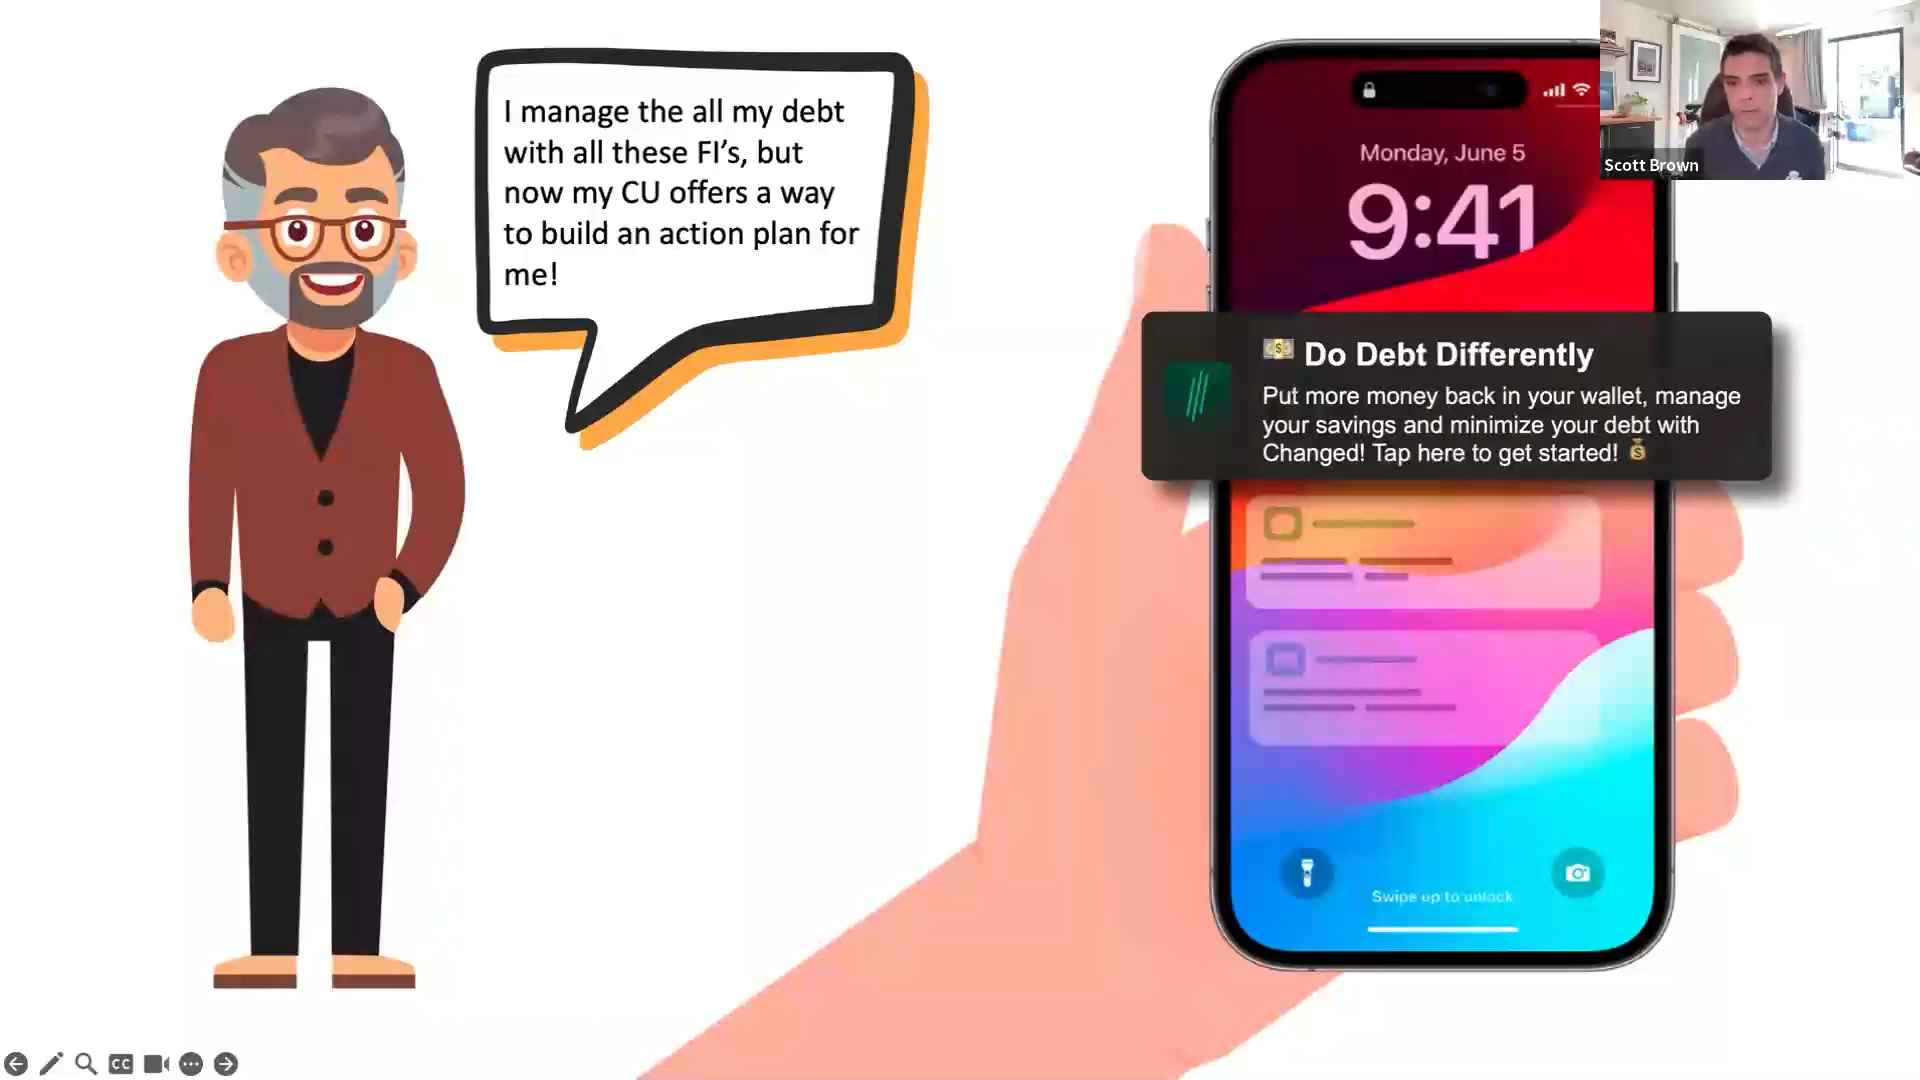 I manage the all my debt
with all these FI’s, but
now my CU offers a way
to build an action plan for
me!
Scott Brown
Monday, June 5
9:41
Do Debt Differently
Put more money back in your wallet, manage
your savings and minimize your debt with
Changed! Tap here to get started!
Swipe up to unlock
CC